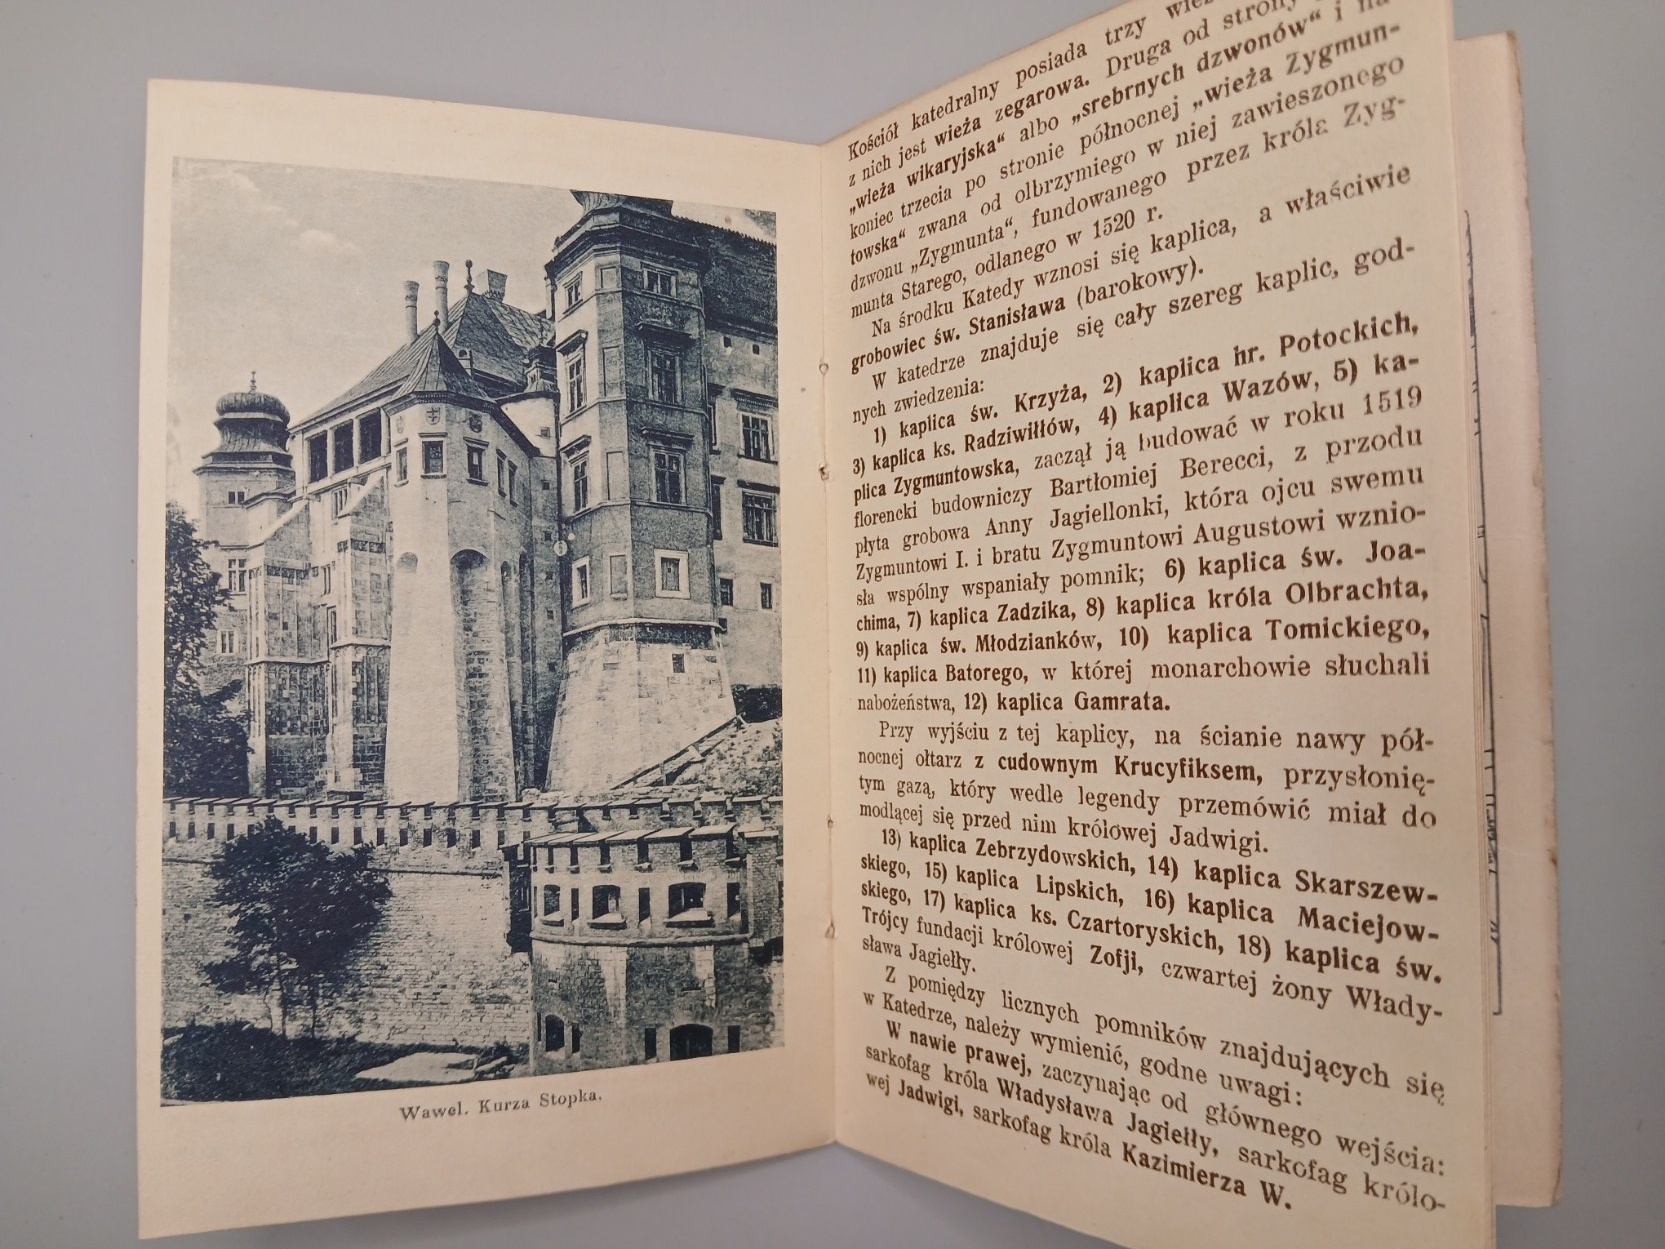 Wawel. Kurza Stopka.
Kościół katedralny posiada trzy
z nich jest wieża zegarowa. Druga od strony
„wieża wikaryjska“ albo „srebrnych dzwonów“ i na
koniec trzecia po stronie północnej „wieża Zygmun-
towska“ zwana od olbrzymiego w niej zawieszonego
dzwonu „Zygmunta“, fundowanego przez króla Zyg-
munta Starego, odlanego w 1520 r.
Na środku Katedy wznosi się kaplica, a właściwie
grobowiec św. Stanisława (barokowy).
W katedrze znajduje się cały szereg kaplic, god-
nych zwiedzenia:
1) kaplica św. Krzyża, 2) kaplica hr. Potockich,
3) kaplica ks. Radziwiłłów, 4) kaplica Wazów, 5) ka-
plica Zygmuntowska, zaczął ją budować w roku 1519
florencki budowniczy Bartłomiej Berecci, z przodu
płyta grobowa Anny Jagiellonki, która ojcu swemu
Zygmuntowi I. i bratu Zygmuntowi Augustowi wznio-
sła wspólny wspaniały pomnik; 6) kaplica św. Joa-
chima, 7) kaplica Zadzika, 8) kaplica króla Olbrachta,
9) kaplica św. Młodzianków, 10) kaplica Tomickiego,
11) kaplica Batorego, w której monarchowie słuchali
nabożeństwa, 12) kaplica Gamrata.
Przy wyjściu z tej kaplicy, na ścianie nawy pół-
nocnej ołtarz z cudownym Krucyfiksem, przysłonię-
tym gazą, który wedle legendy przemówić miał do
modlącej się przed nim królowej Jadwigi.
13) kaplica Zebrzydowskich, 14) kaplica Skarszew-
skiego, 15) kaplica Lipskich, 16) kaplica Maciejow-
skiego, 17) kaplica ks. Czartoryskich, 18) kaplica św.
Trójcy fundacji królowej Zofji, czwartej żony Włady-
sława Jagiełły.
Z pomiędzy licznych pomników znajdujących się
w Katedrze, należy wymienić, godne uwagi:
W nawie prawej, zaczynając od głównego wejścia:
sarkofag króla Władysława Jagiełły, sarkofag królo-
wej Jadwigi, sarkofag króla Kazimierza W.